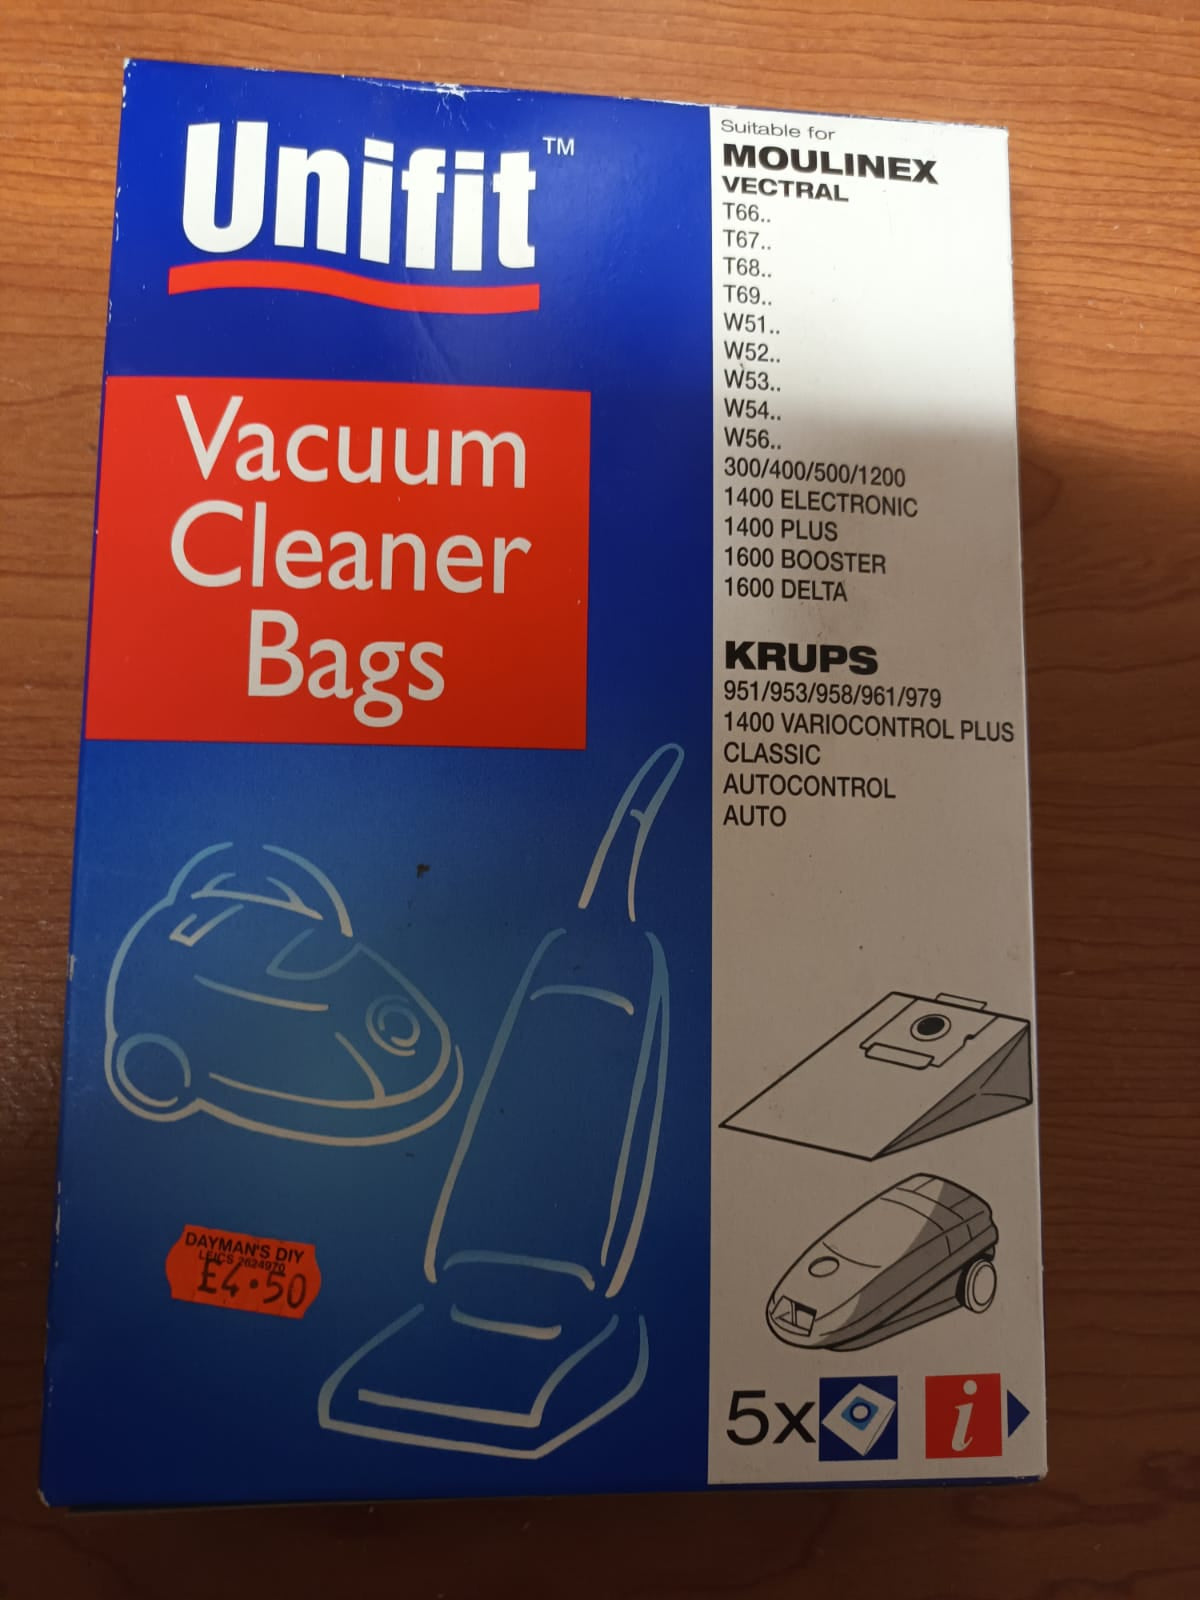 Unifit™
Vacuum
Cleaner
Bags
DAYMAN'S DIY
LEICS 2624970
£4.50
Suitable for
MOULINEX
VECTRAL
T66..
T67..
T68..
T69..
W51..
W52..
W53..
W54..
W56..
300/400/500/1200
1400 ELECTRONIC
1400 PLUS
1600 BOOSTER
1600 DELTA
KRUPS
951/953/958/961/979
1400 VARIOCONTROL PLUS
CLASSIC
AUTOCONTROL
AUTO
5x
i